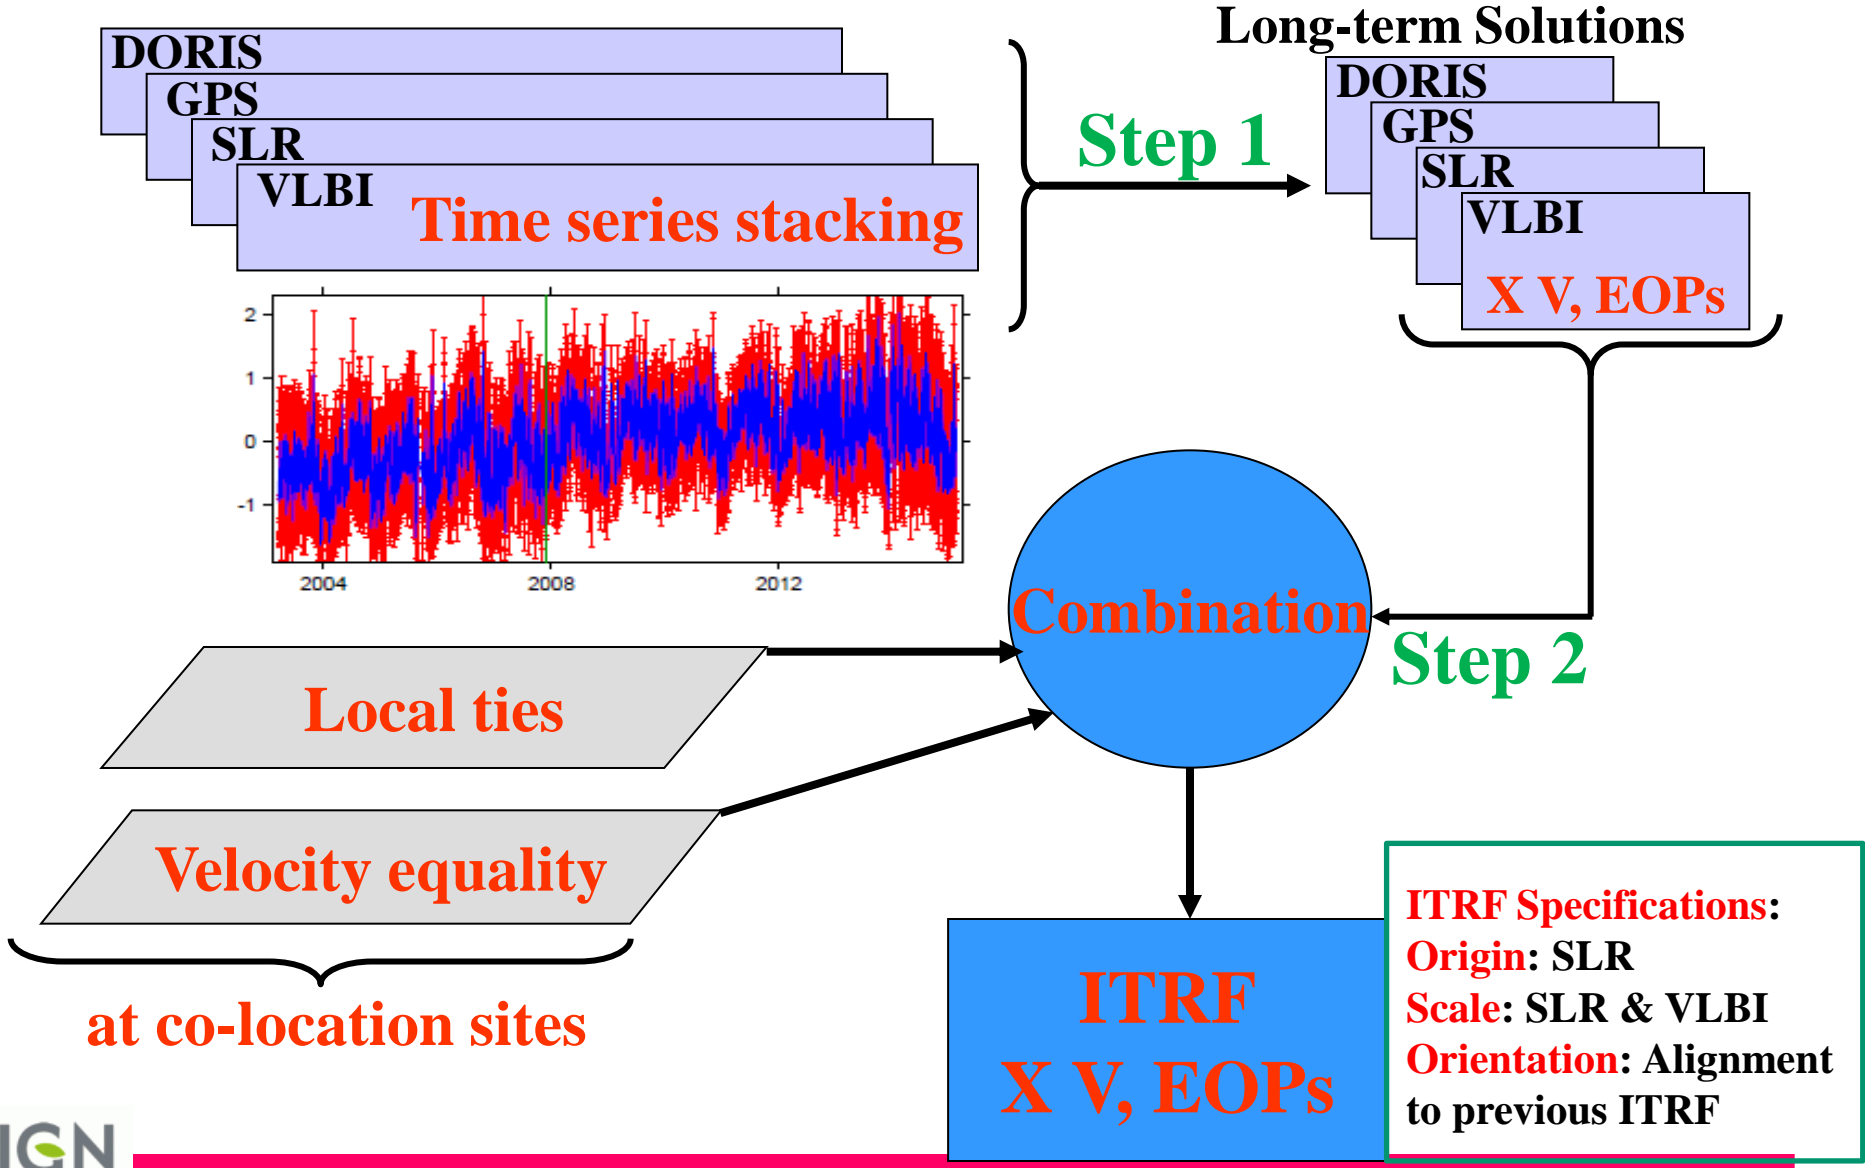 Long-term Solutions
DORIS
GPS
SLR
VLBI
Time series stacking
Step 1
DORIS
GPS
SLR
VLBI
X V, EOPs
2
1
0
-1
2004
2008
2012
Combination
Step 2
Local ties
Velocity equality
at co-location sites
ITRF
X V, EOPs
ITRF Specifications:
Origin: SLR
Scale: SLR & VLBI
Orientation: Alignment
to previous ITRF
IGN